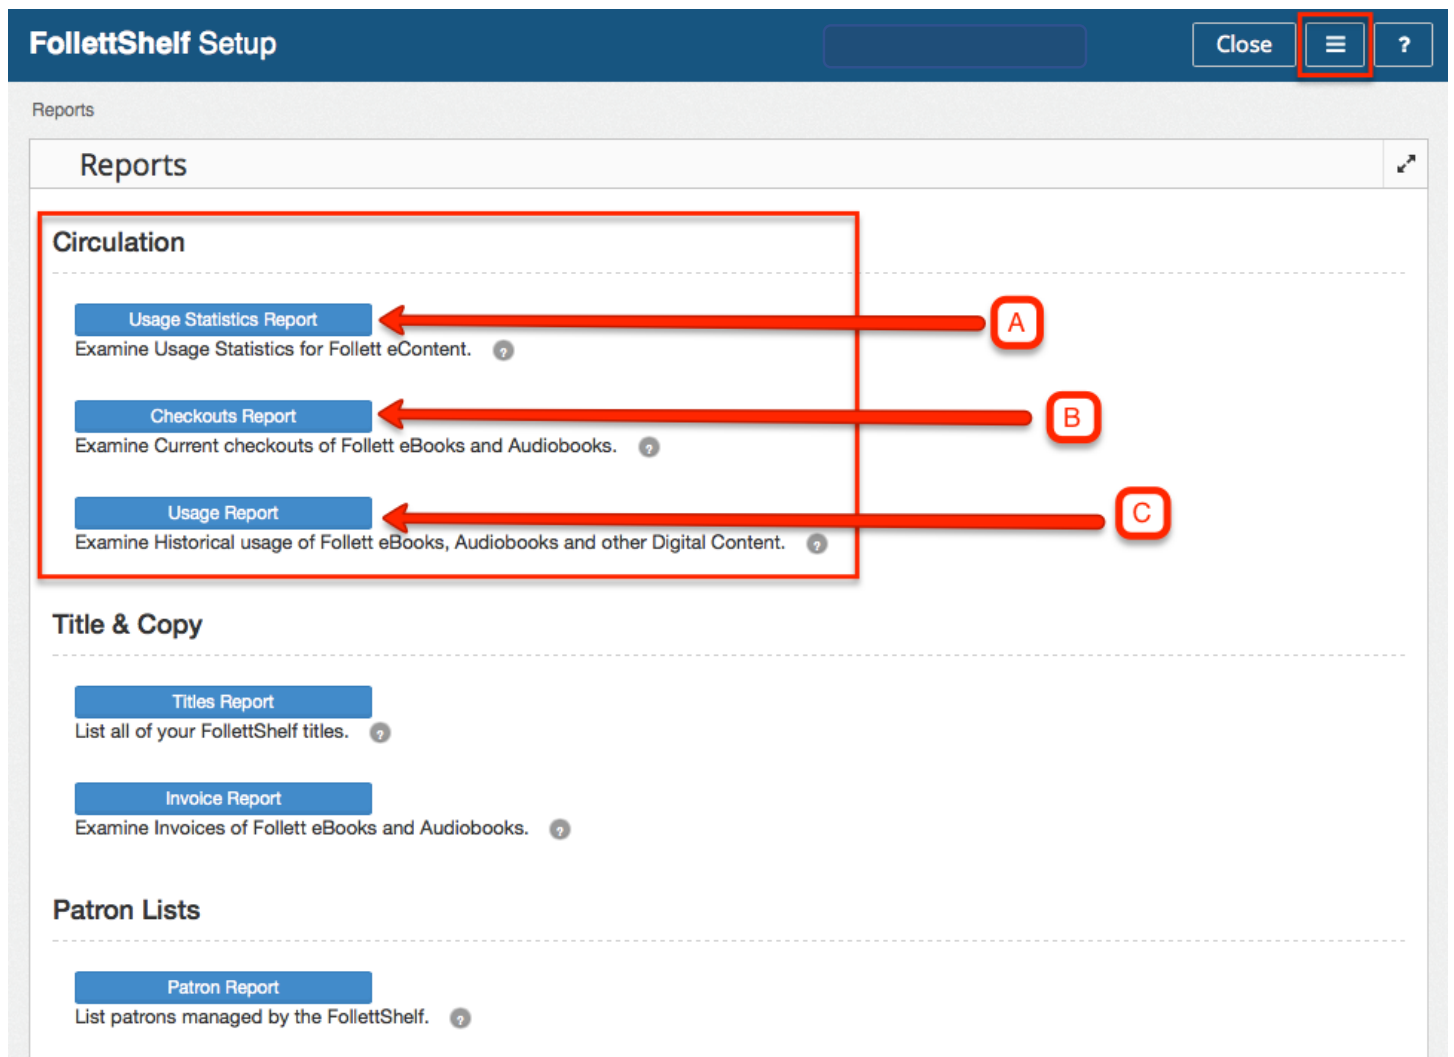 FollettShelf Setup
Close
?
Reports
Reports
Circulation
Usage Statistics Report
A
Examine Usage Statistics for Follett eContent. ?
Checkouts Report
B
Examine Current checkouts of Follett eBooks and Audiobooks. ?
Usage Report
C
Examine Historical usage of Follett eBooks, Audiobooks and other Digital Content. ?
Title & Copy
Titles Report
List all of your FollettShelf titles. ?
Invoice Report
Examine Invoices of Follett eBooks and Audiobooks. ?
Patron Lists
Patron Report
List patrons managed by the FollettShelf. ?